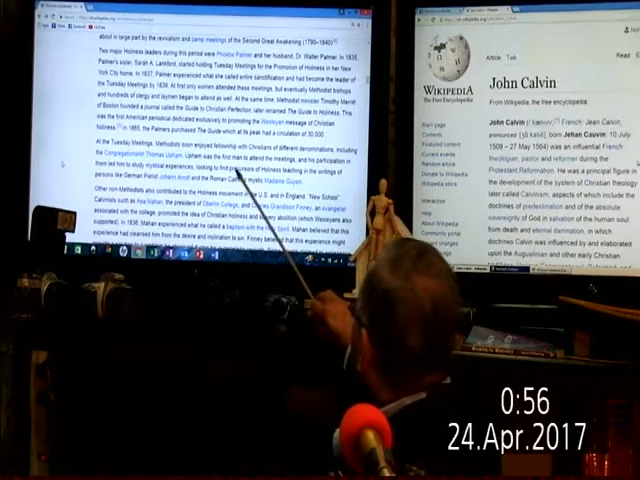 about in large part by the revivalism and camp meetings of the Second Great Awakening (1790–1840)
Two major Holiness leaders during this period were Phoebe Palmer and her husband, Dr. Walter Palmer. In 1835,
Palmer's sister, Sarah A. Lankford, started holding Tuesday Meetings for the Promotion of Holiness in her New
York City home. In 1837, Palmer experienced what she called entire sanctification and had become the leader of
the Tuesday Meetings by 1839. At first only women attended these meetings, but eventually Methodist bishops
and hundreds of clergy and laymen began to attend as well. At the same time, Methodist minister Timothy Merritt
of Boston founded a journal called the Guide to Christian Perfection, later renamed The Guide to Holiness. This
was the first American periodical dedicated exclusively to promoting the Wesleyan message of Christian
holiness. In 1865, the Palmers purchased The Guide which at its peak had a circulation of 30,000.
At the Tuesday Meetings, Methodists soon enjoyed fellowship with Christians of different denominations, including
the Congregationalist Thomas Upham. Upham was the first man to attend the meetings, and his participation in
them led him to study mystical experiences, looking to find precursors of Holiness teaching in the writings of
persons like German Pietist Johann Arndt and the Roman Catholic mystic Madame Guyon.
Other non-Methodists also contributed to the Holiness movement in the U.S. and in England. "New School"
Calvinists such as Asa Mahan, the president of Oberlin College, and Charles Grandison Finney, an evangelist
associated with the college, promoted the idea of Christian holiness and slavery abolition (which Wesleyans also
supported). In 1836, Mahan experienced what he called a baptism with the Holy Spirit. Mahan believed that this
experience had cleansed him from the desire and inclination to sin. Finney believed that this experience might
WIKIPEDIA
The Free Encyclopedia
Main page
Contents
Featured content
Current events
Random article
Donate to Wikipedia
Wikipedia store
Interaction
Help
About Wikipedia
Community portal
Article Talk Read
John Calvin
From Wikipedia, the free encyclopedia
John Calvin French: Jean Calvin,
pronounced born Jehan Cauvin: 10 July
1509 – 27 May 1564) was an influential French
theologian, pastor and reformer during the
Protestant Reformation. He was a principal figure in
the development of the system of Christian theology
later called Calvinism, aspects of which include the
doctrines of predestination and of the absolute
sovereignty of God in salvation of the human soul
from death and eternal damnation, in which
doctrines Calvin was influenced by and elaborated
upon the Augustinian and other early Christian
Women in Ministry
0:56
24.Apr.2017